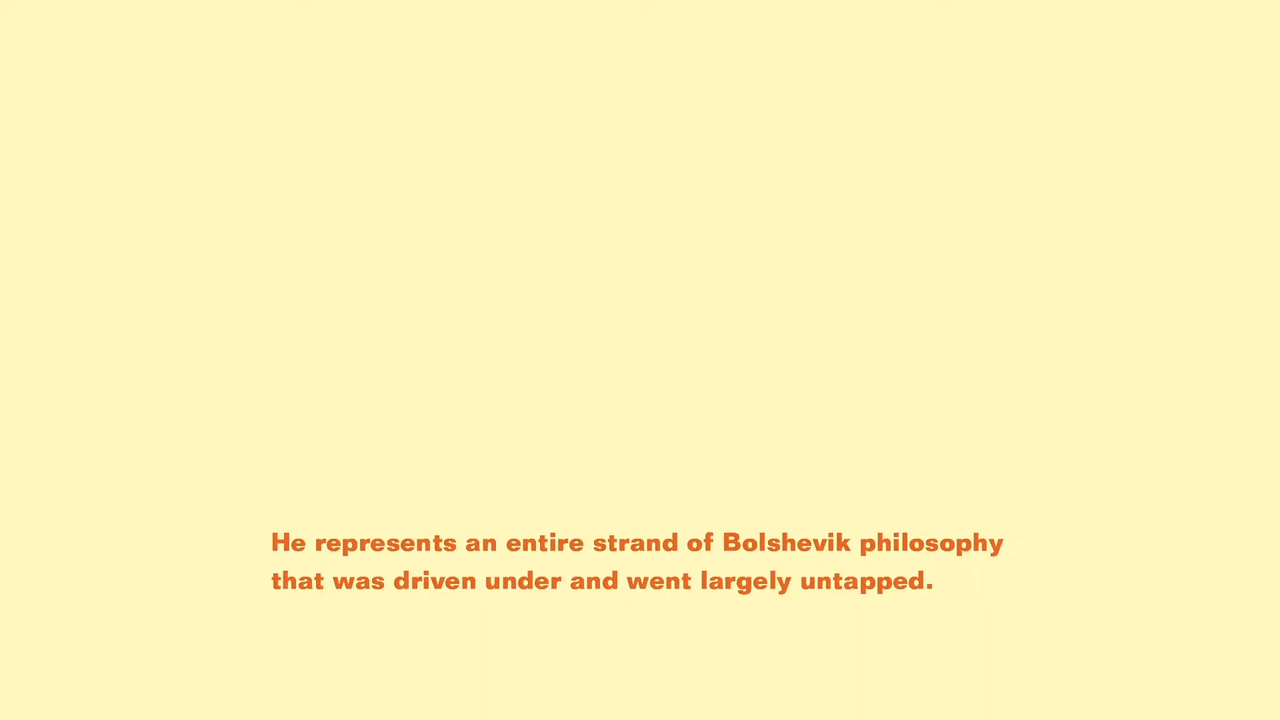 He represents an entire strand of Bolshevik philosophy
that was driven under and went largely untapped.